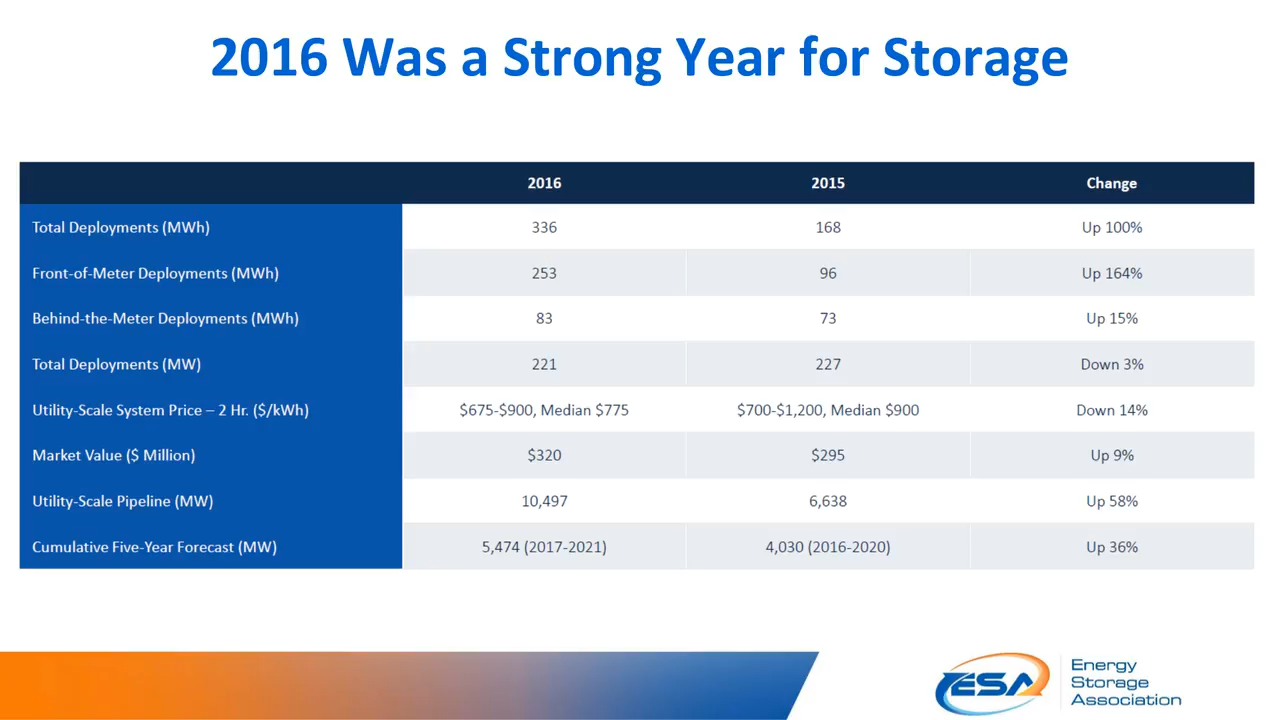 2016 Was a Strong Year for Storage
2016 2015 Change
Total Deployments (MWh) 336 168 Up 100%
Front-of-Meter Deployments (MWh) 253 96 Up 164%
Behind-the-Meter Deployments (MWh) 83 73 Up 15%
Total Deployments (MW) 221 227 Down 3%
Utility-Scale System Price – 2 Hr. ($/kWh) $675-$900, Median $775 $700-$1,200, Median $900 Down 14%
Market Value ($ Million) $320 $295 Up 9%
Utility-Scale Pipeline (MW) 10,497 6,638 Up 58%
Cumulative Five-Year Forecast (MW) 5,474 (2017-2021) 4,030 (2016-2020) Up 36%
ESA
Energy
Storage
Association